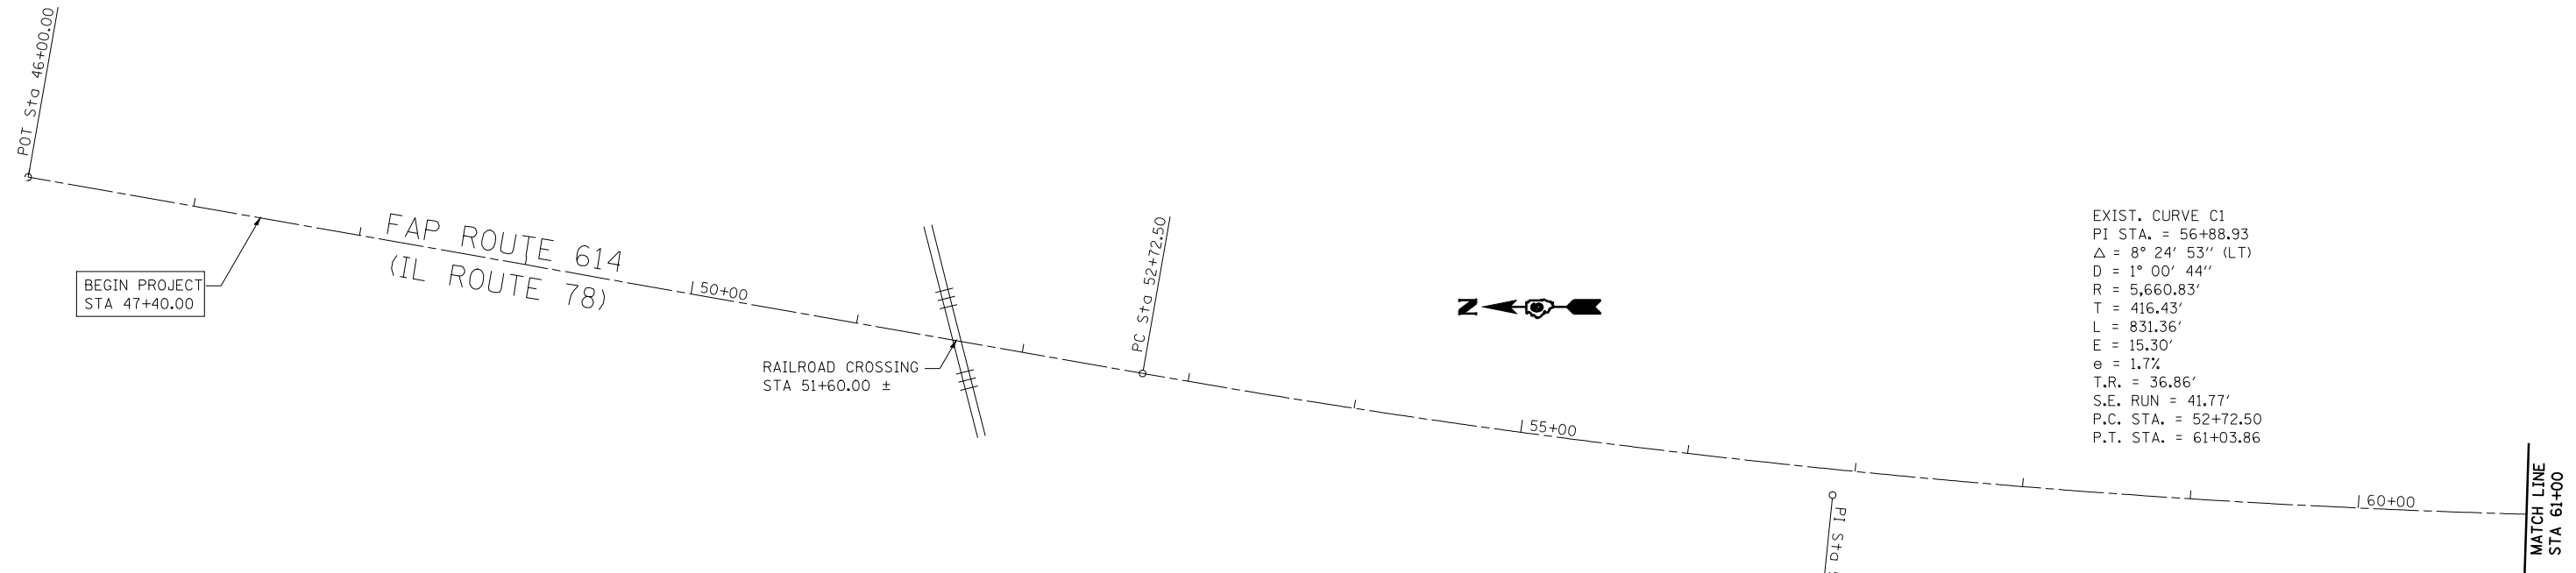 POT Sta 46+00.00
BEGIN PROJECT
STA 47+40.00
FAP ROUTE 614
(IL ROUTE 78)
50+00
RAILROAD CROSSING
STA 51+60.00 ±
PC Sta 52+72.50
N
55+00
PI Sta
EXIST. CURVE C1
PI STA. = 56+88.93
Δ = 8° 24' 53'' (LT)
D = 1° 00' 44''
R = 5,660.83'
T = 416.43'
L = 831.36'
E = 15.30'
e = 1.7%
T.R. = 36.86'
S.E. RUN = 41.77'
P.C. STA. = 52+72.50
P.T. STA. = 61+03.86
60+00
MATCH LINE
STA 61+00